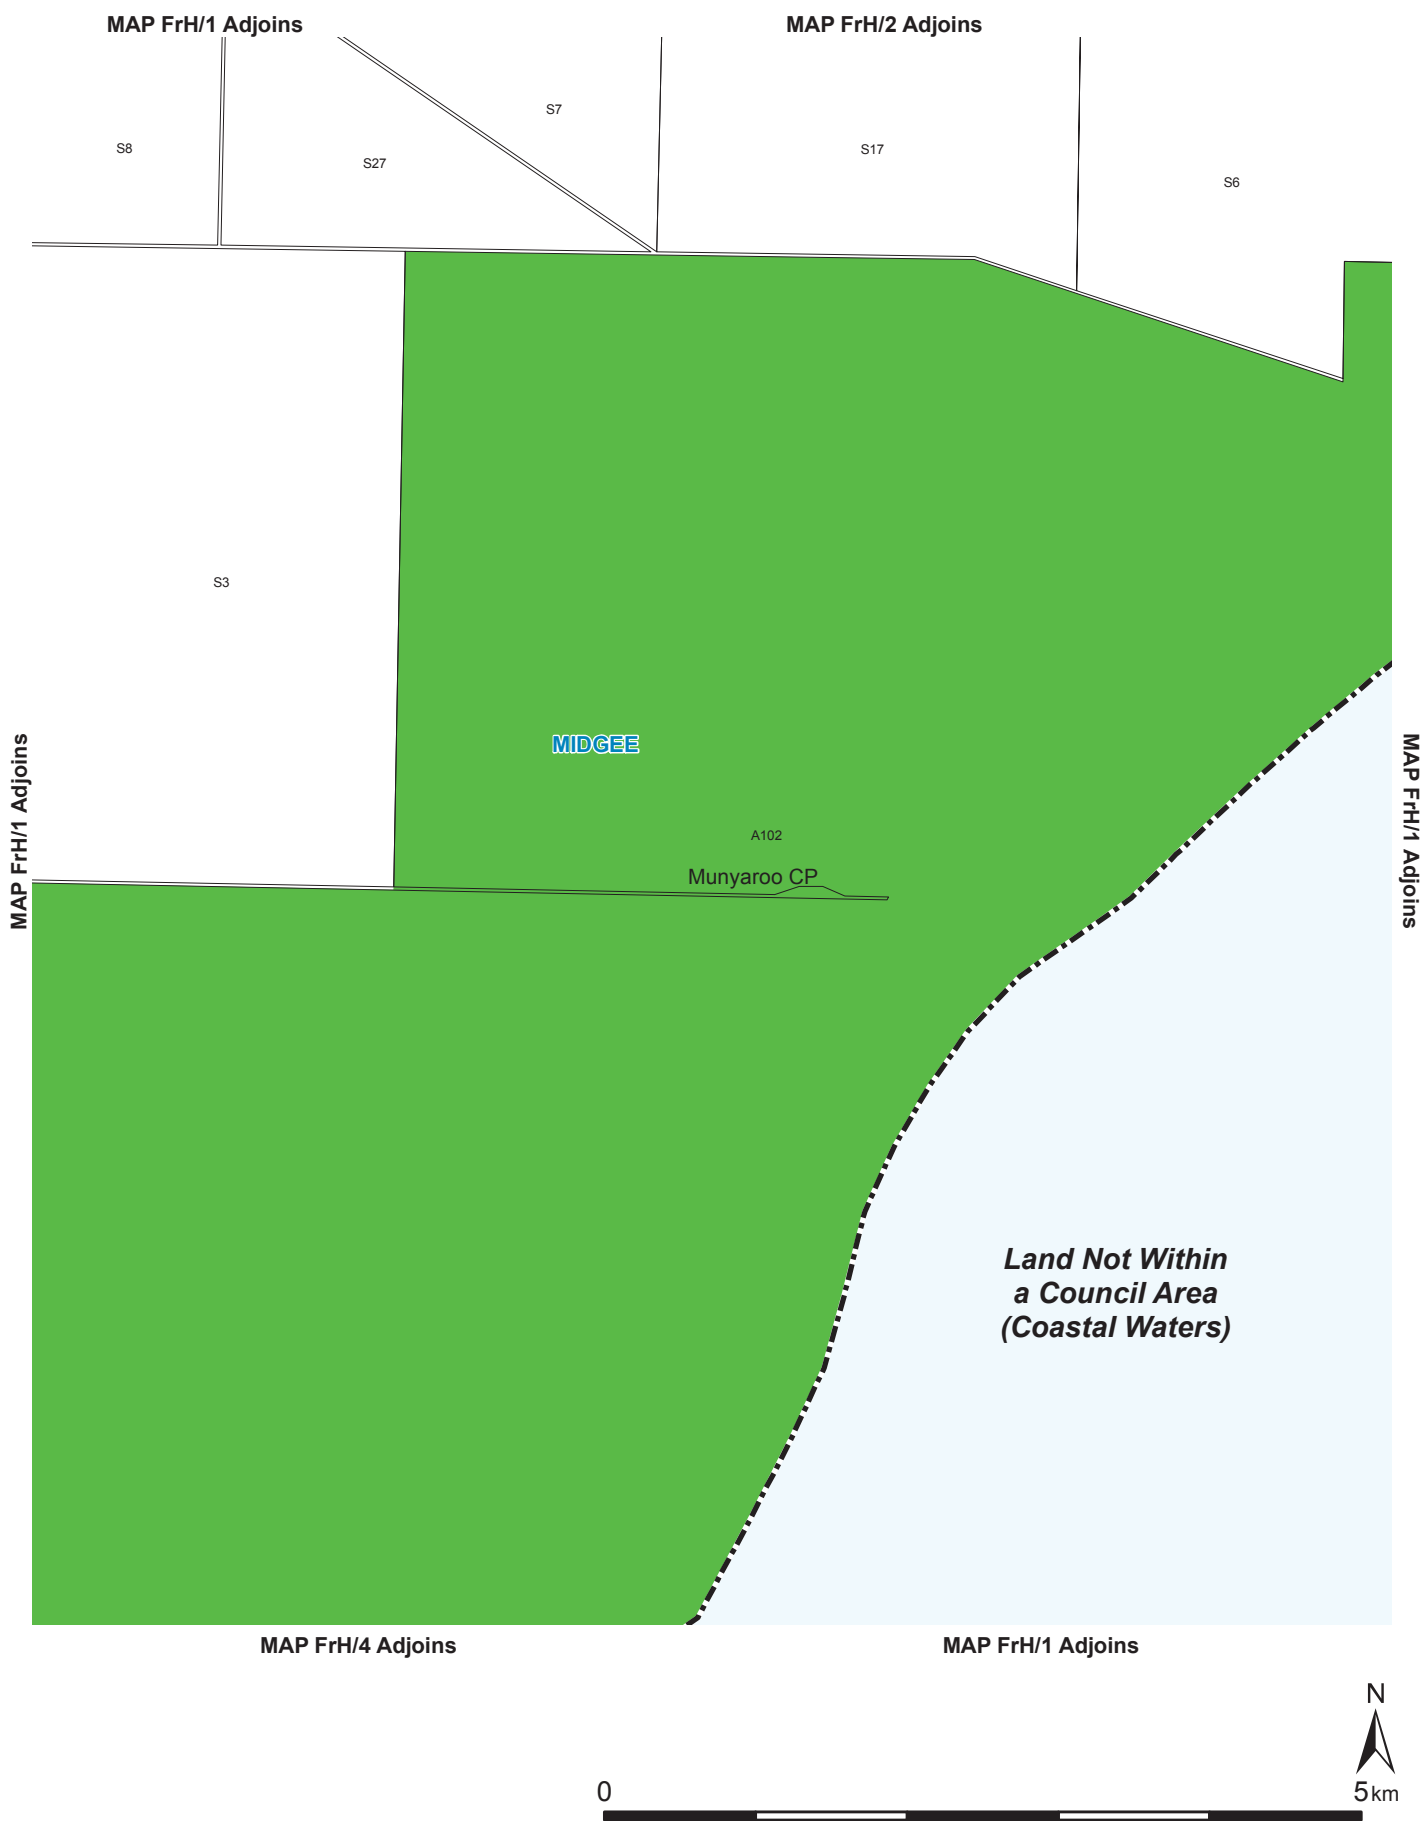 MAP FrH/1 Adjoins
MAP FrH/2 Adjoins
S7
S8
S17
S27
S6
S3
MIDGEE
MAP FrH/1 Adjoins
MAP FrH/1 Adjoins
A102
Munyaroo CP
Land Not Within
a Council Area
(Coastal Waters)
MAP FrH/4 Adjoins
MAP FrH/1 Adjoins
N
0
5 km